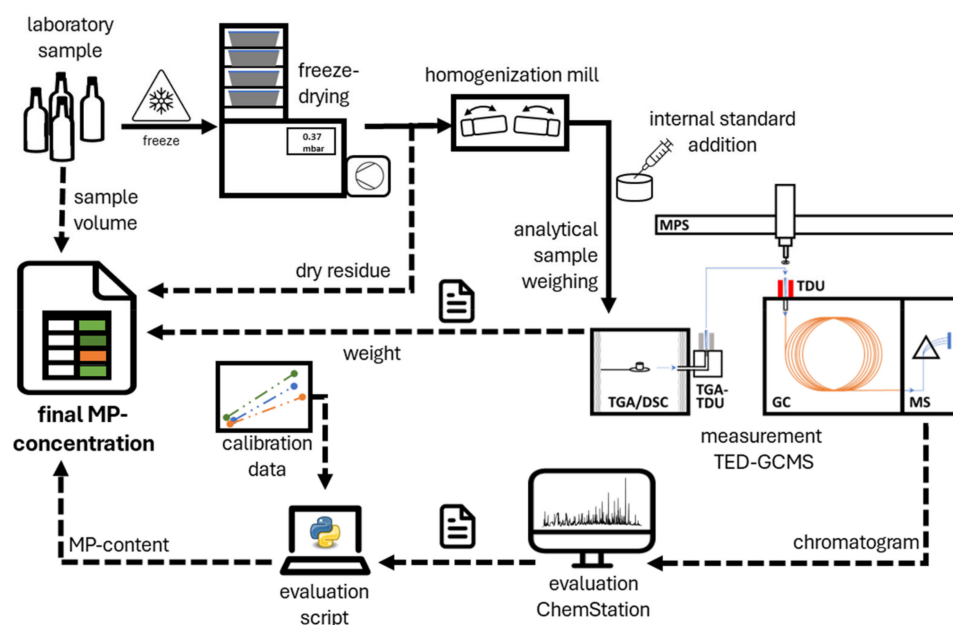 laboratory
sample
freeze
freeze-
drying
0.37
mbar
homogenization mill
internal standard
addition
sample
volume
dry residue
analytical
sample
weighing
MPS
TDU
weight
TGA/DSC
TGA-
TDU
GC
MS
measurement
TED-GCMS
final MP-
concentration
calibration
data
MP-content
evaluation
script
evaluation
ChemStation
chromatogram